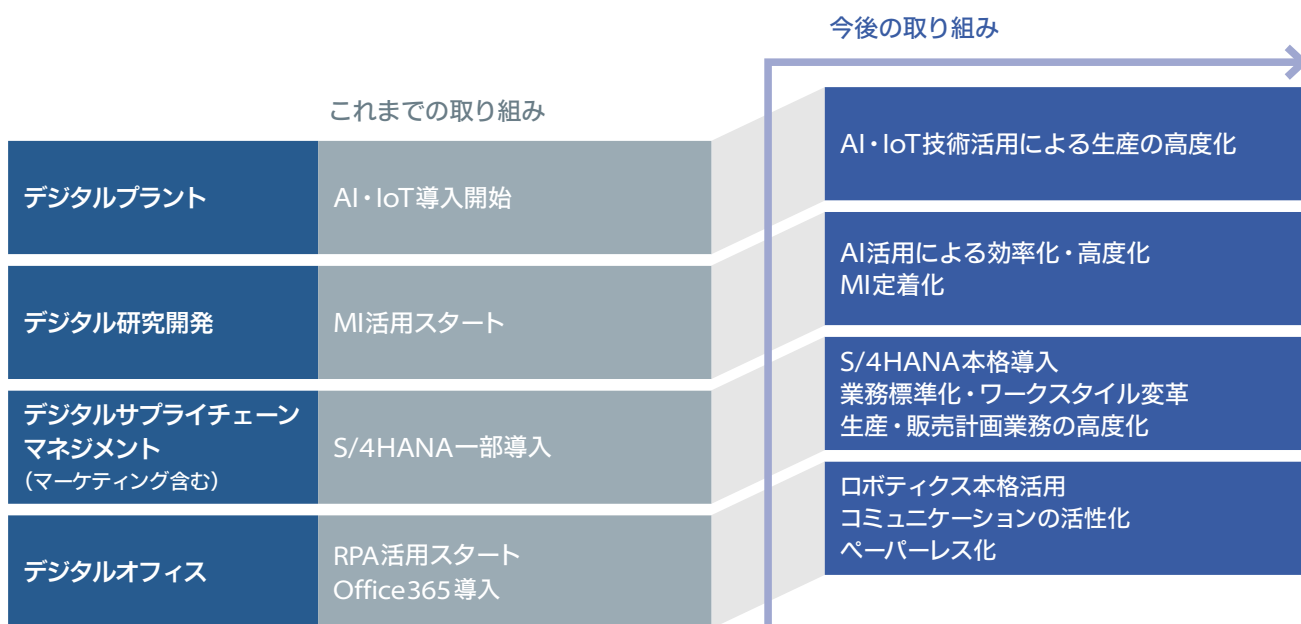 今後の取り組み
これまでの取り組み
デジタルプラント
AI・IoT導入開始
AI・IoT技術活用による生産の高度化
デジタル研究開発
MI活用スタート
AI活用による効率化・高度化
MI定着化
デジタルサプライチェーン
マネジメント
（マーケティング含む）
S/4HANA一部導入
S/4HANA本格導入
業務標準化・ワークスタイル変革
生産・販売計画業務の高度化
デジタルオフィス
RPA活用スタート
Office365導入
ロボティクス本格活用
コミュニケーションの活性化
ペーパーレス化